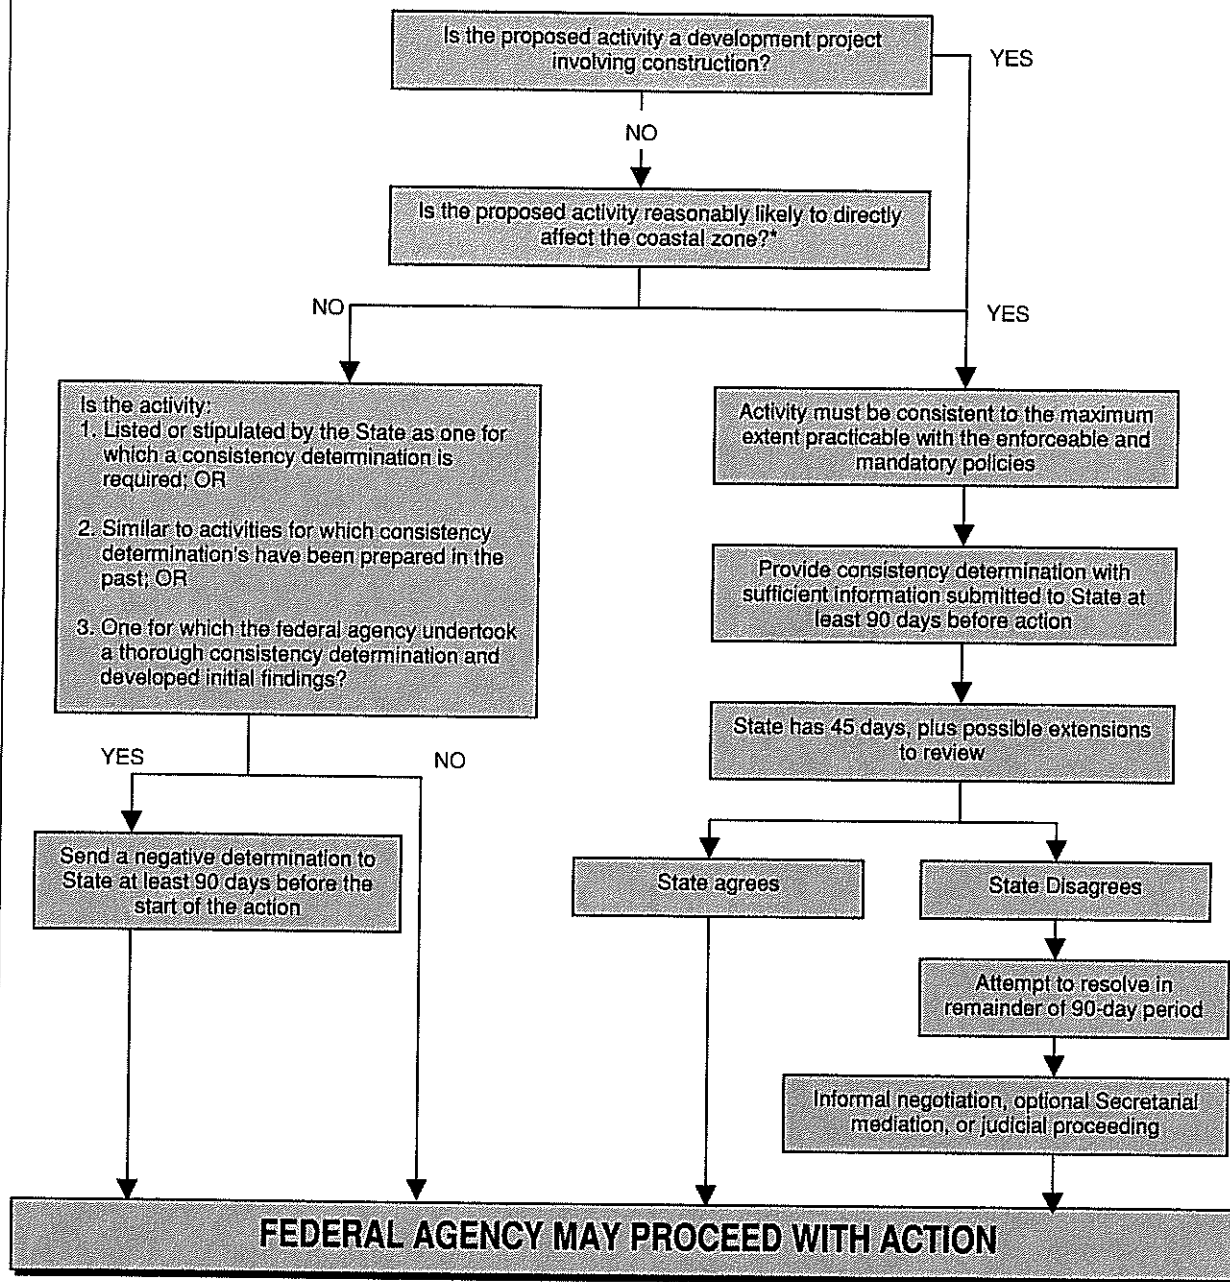 Is the proposed activity a development project
involving construction?
YES
NO
Is the proposed activity reasonably likely to directly
affect the coastal zone?*
NO
YES
Is the activity:
1. Listed or stipulated by the State as one for
which a consistency determination is
required; OR
2. Similar to activities for which consistency
determination's have been prepared in the
past; OR
3. One for which the federal agency undertook
a thorough consistency determination and
developed initial findings?
Activity must be consistent to the maximum
extent practicable with the enforceable and
mandatory policies
Provide consistency determination with
sufficient information submitted to State at
least 90 days before action
State has 45 days, plus possible extensions
to review
YES
NO
Send a negative determination to
State at least 90 days before the
start of the action
State agrees
State Disagrees
Attempt to resolve in
remainder of 90-day period
Informal negotiation, optional Secretarial
mediation, or judicial proceeding
FEDERAL AGENCY MAY PROCEED WITH ACTION